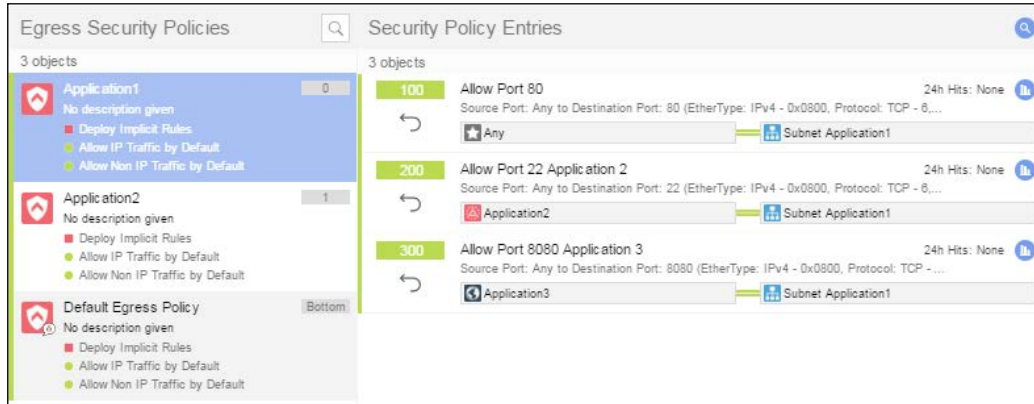 Egress Security Policies
3 objects
Application1 0
No description given
Deploy Implicit Rules
Allow IP Traffic by Default
Allow Non IP Traffic by Default
Application2 1
No description given
Deploy Implicit Rules
Allow IP Traffic by Default
Allow Non IP Traffic by Default
Default Egress Policy Bottom
No description given
Deploy Implicit Rules
Allow IP Traffic by Default
Allow Non IP Traffic by Default
Security Policy Entries
3 objects
100 Allow Port 80 24h Hits: None
Source Port: Any to Destination Port: 80 (EtherType: IPv4 - 0x0800, Protocol: TCP - 6,...
Any Subnet Application1
200 Allow Port 22 Application 2 24h Hits: None
Source Port: Any to Destination Port: 22 (EtherType: IPv4 - 0x0800, Protocol: TCP - 6,...
Application2 Subnet Application1
300 Allow Port 8080 Application 3 24h Hits: None
Source Port: Any to Destination Port: 8080 (EtherType: IPv4 - 0x0800, Protocol: TCP - ...
Application3 Subnet Application1